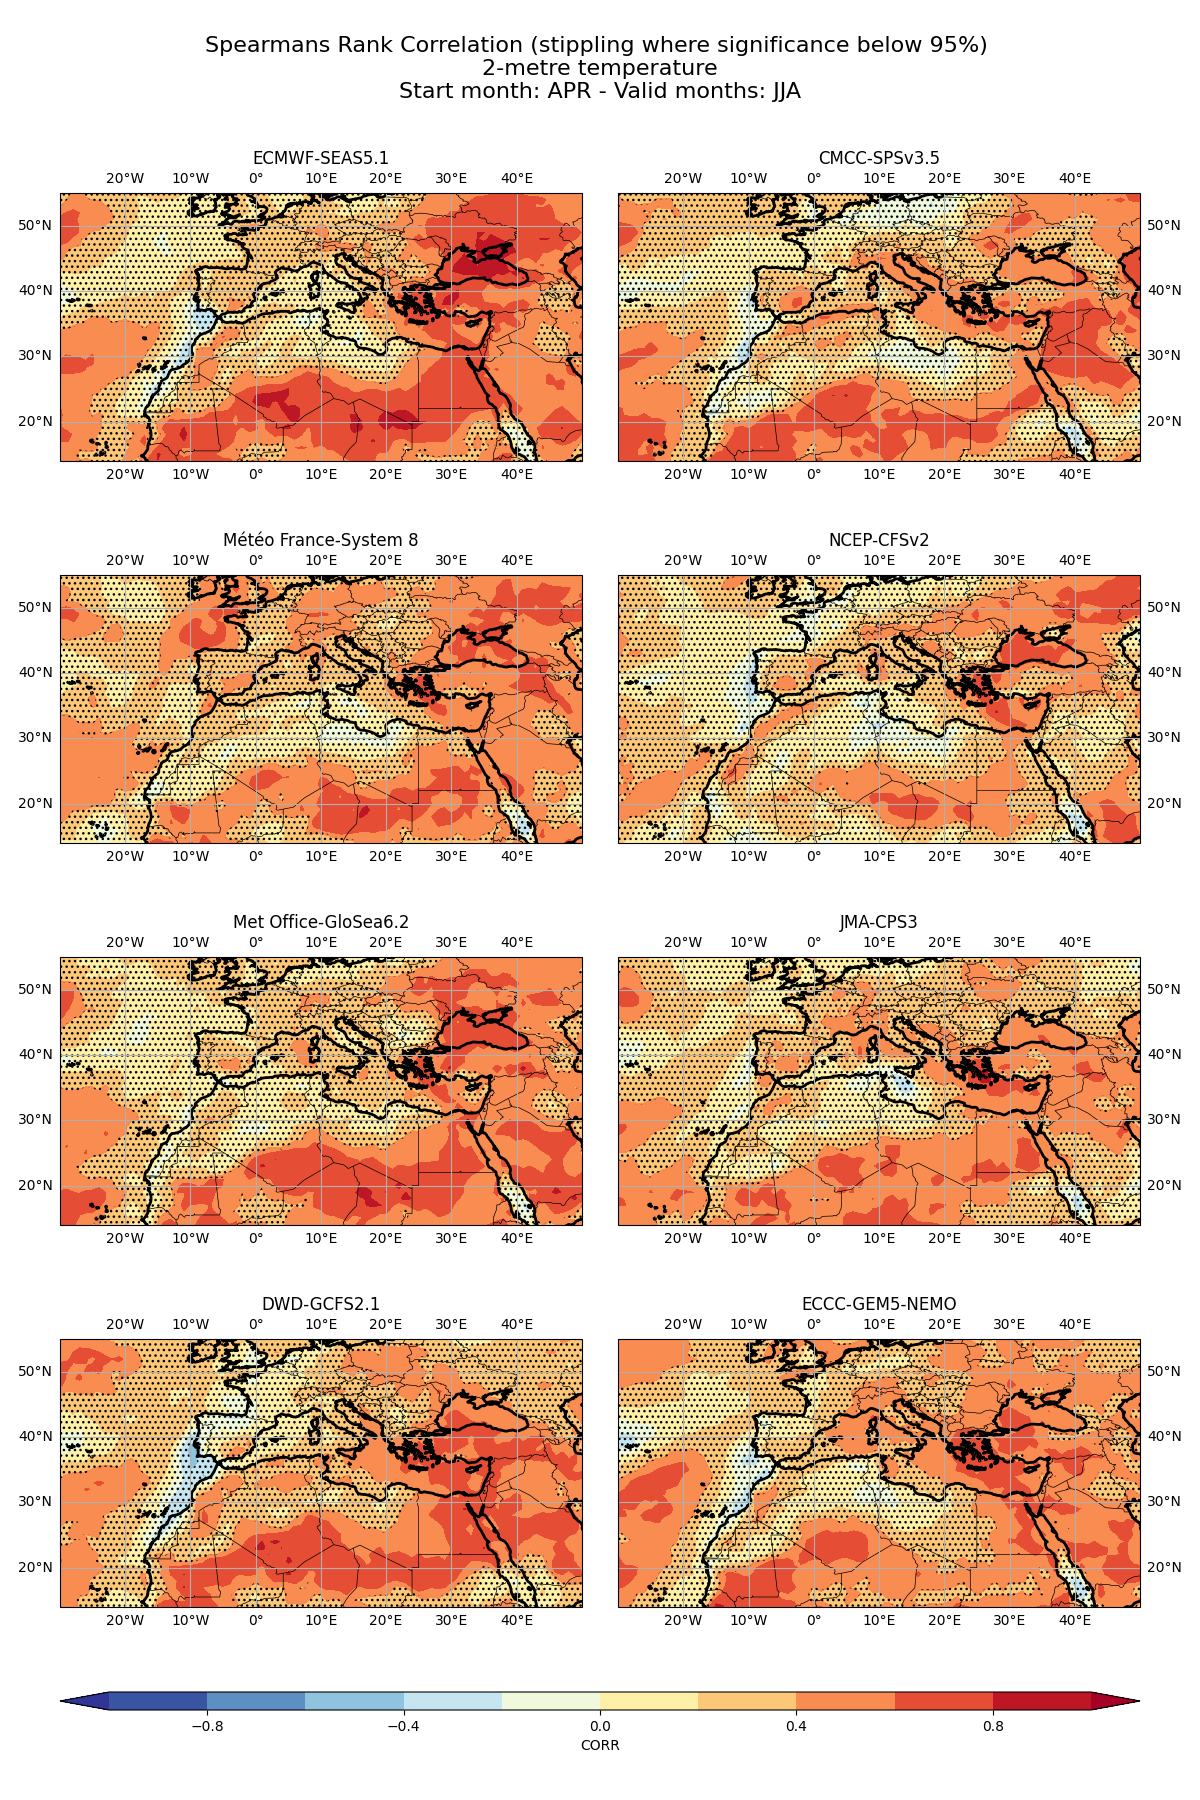 Spearmans Rank Correlation (stippling where significance below 95%)
2-metre temperature
Start month: APR - Valid months: JJA
ECMWF-SEAS5.1
CMCC-SPSv3.5
20°W 10°W 0° 10°E 20°E 30°E 40°E
20°W 10°W 0° 10°E 20°E 30°E 40°E
50°N
50°N
40°N
40°N
30°N
30°N
20°N
20°N
20°W 10°W 0° 10°E 20°E 30°E 40°E
20°W 10°W 0° 10°E 20°E 30°E 40°E
Météo France-System 8
NCEP-CFSv2
20°W 10°W 0° 10°E 20°E 30°E 40°E
20°W 10°W 0° 10°E 20°E 30°E 40°E
50°N
50°N
40°N
40°N
30°N
30°N
20°N
20°N
20°W 10°W 0° 10°E 20°E 30°E 40°E
20°W 10°W 0° 10°E 20°E 30°E 40°E
Met Office-GloSea6.2
JMA-CPS3
20°W 10°W 0° 10°E 20°E 30°E 40°E
20°W 10°W 0° 10°E 20°E 30°E 40°E
50°N
50°N
40°N
40°N
30°N
30°N
20°N
20°N
20°W 10°W 0° 10°E 20°E 30°E 40°E
20°W 10°W 0° 10°E 20°E 30°E 40°E
DWD-GCFS2.1
ECCC-GEM5-NEMO
20°W 10°W 0° 10°E 20°E 30°E 40°E
20°W 10°W 0° 10°E 20°E 30°E 40°E
50°N
50°N
40°N
40°N
30°N
30°N
20°N
20°N
20°W 10°W 0° 10°E 20°E 30°E 40°E
20°W 10°W 0° 10°E 20°E 30°E 40°E
−0.8 −0.4 0.0 0.4 0.8
CORR